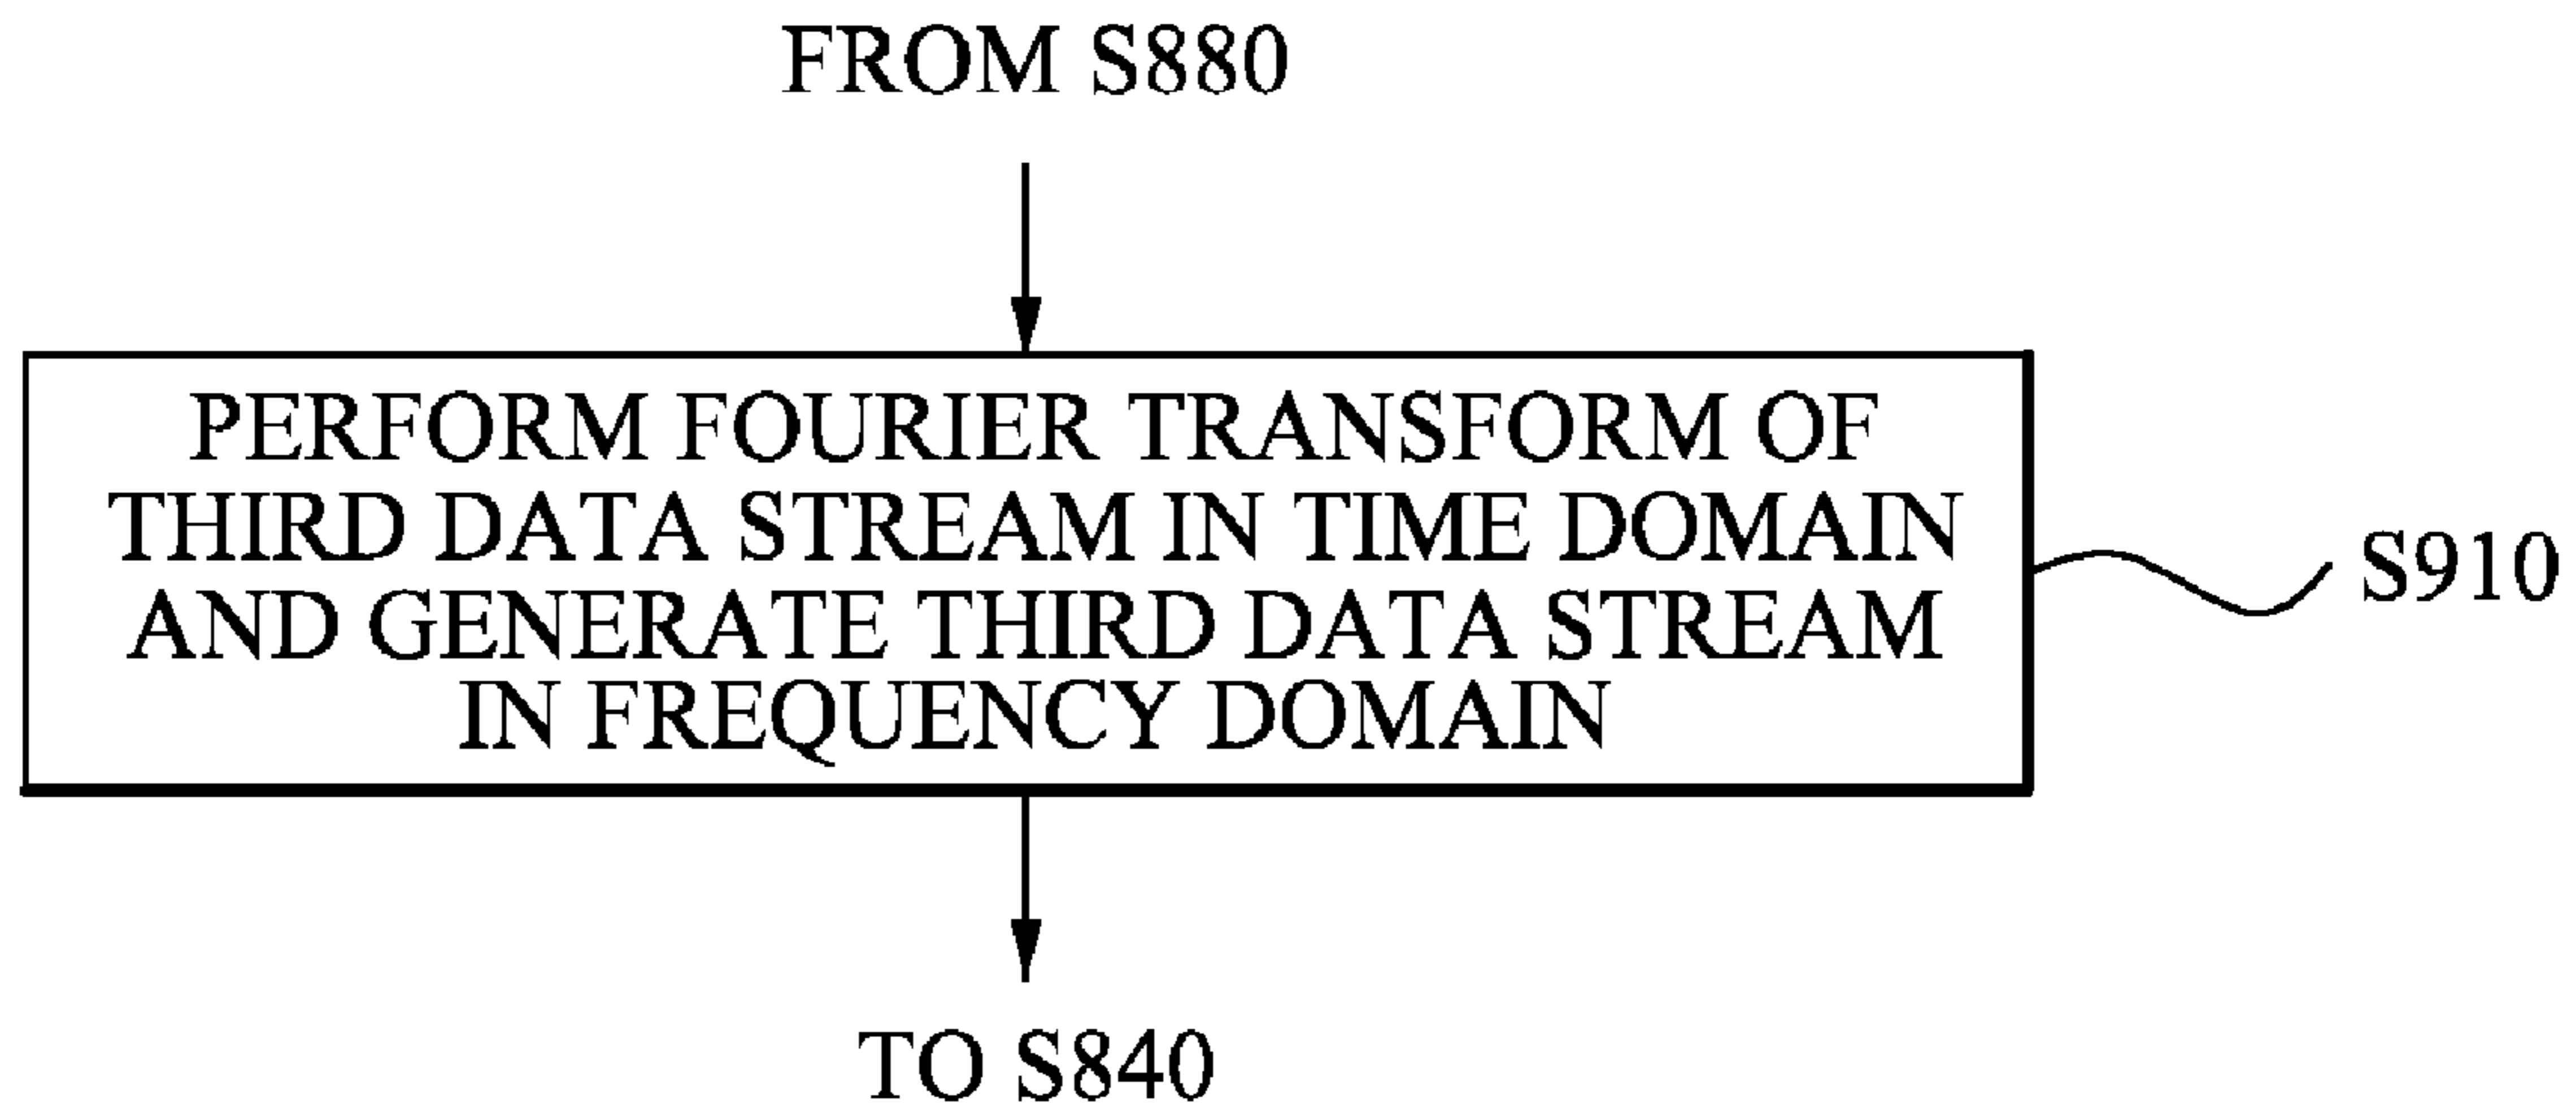 FROM S880
PERFORM FOURIER TRANSFORM OF
THIRD DATA STREAM IN TIME DOMAIN
AND GENERATE THIRD DATA STREAM
IN FREQUENCY DOMAIN
S910
TO S840